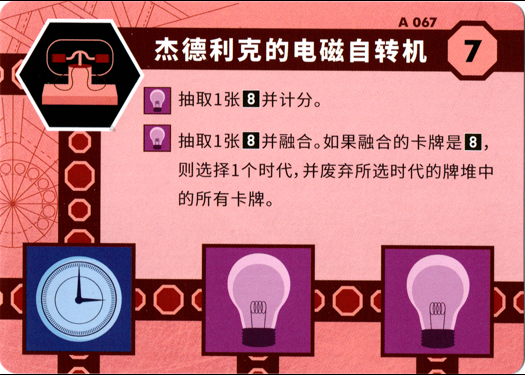 A 067
杰德利克的电磁自转机 7
抽取1张8并计分。
抽取1张8并融合。如果融合的卡牌是8，
则选择1个时代，并废弃所选时代的牌堆中
的所有卡牌。